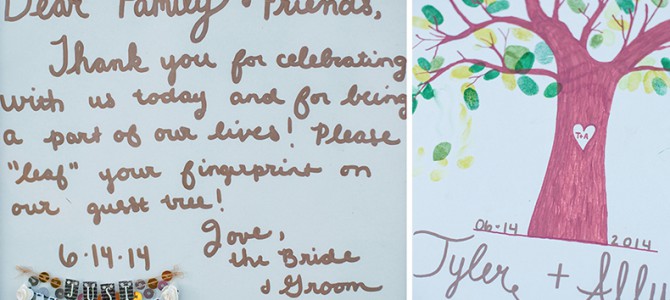 Dear Family & Friends,
Thank you for celebrating
with us today and for being
a part of our lives! Please
"leaf" your fingerprint on
our guest tree!
Love,
the Bride
& Groom
6·14·14
JUST
T+A
06·14 2014
Tyler + Ally